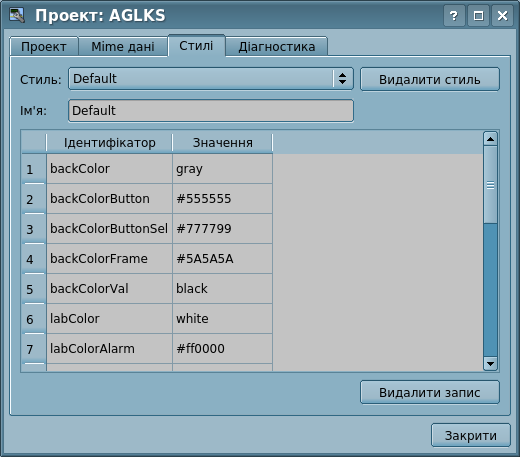 Проект: AGLKS
Проект Mime дані Стилі Діагностика
Стиль: Default Видалити стиль
Ім'я: Default
Ідентифікатор Значення
1 backColor gray
2 backColorButton #555555
3 backColorButtonSel #777799
4 backColorFrame #5A5A5A
5 backColorVal black
6 labColor white
7 labColorAlarm #ff0000
Видалити запис
Закрити